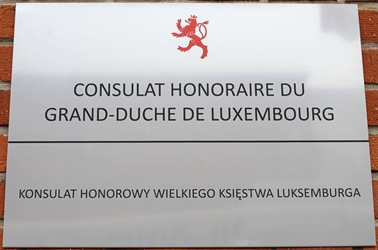 CONSULAT HONORAIRE DU
GRAND-DUCHE DE LUXEMBOURG
KONSULAT HONOROWY WIELKIEGO KSIĘSTWA LUKSEMBURGA